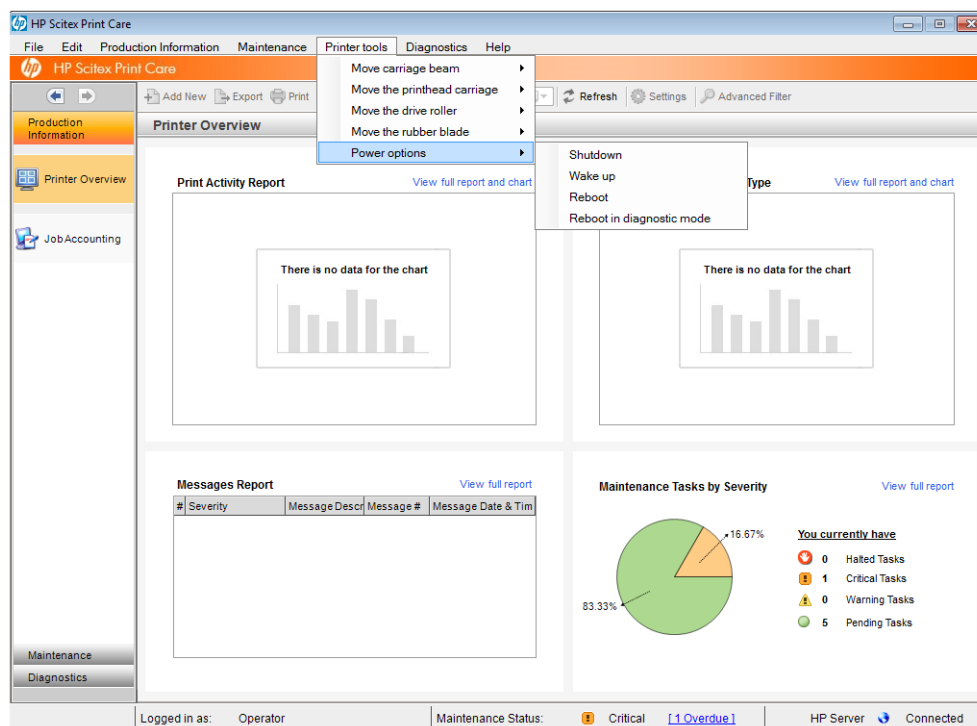 HP Scitex Print Care
File Edit Production Information Maintenance Printer tools Diagnostics Help
hp HP Scitex Print Care
Move carriage beam
Move the printhead carriage
Move the drive roller
Move the rubber blade
Power options
Shutdown
Wake up
Reboot
Reboot in diagnostic mode
Add New Export Print Refresh Settings Advanced Filter
Production
Information
Printer Overview
Job Accounting
Maintenance
Diagnostics
Printer Overview
Print Activity Report View full report and chart
There is no data for the chart
Type View full report and chart
There is no data for the chart
Messages Report View full report
# Severity Message Descr Message # Message Date & Tim
Maintenance Tasks by Severity View full report
16.67%
83.33%
You currently have
0 Halted Tasks
1 Critical Tasks
0 Warning Tasks
5 Pending Tasks
Logged in as: Operator Maintenance Status: Critical [ 1 Overdue ] HP Server Connected